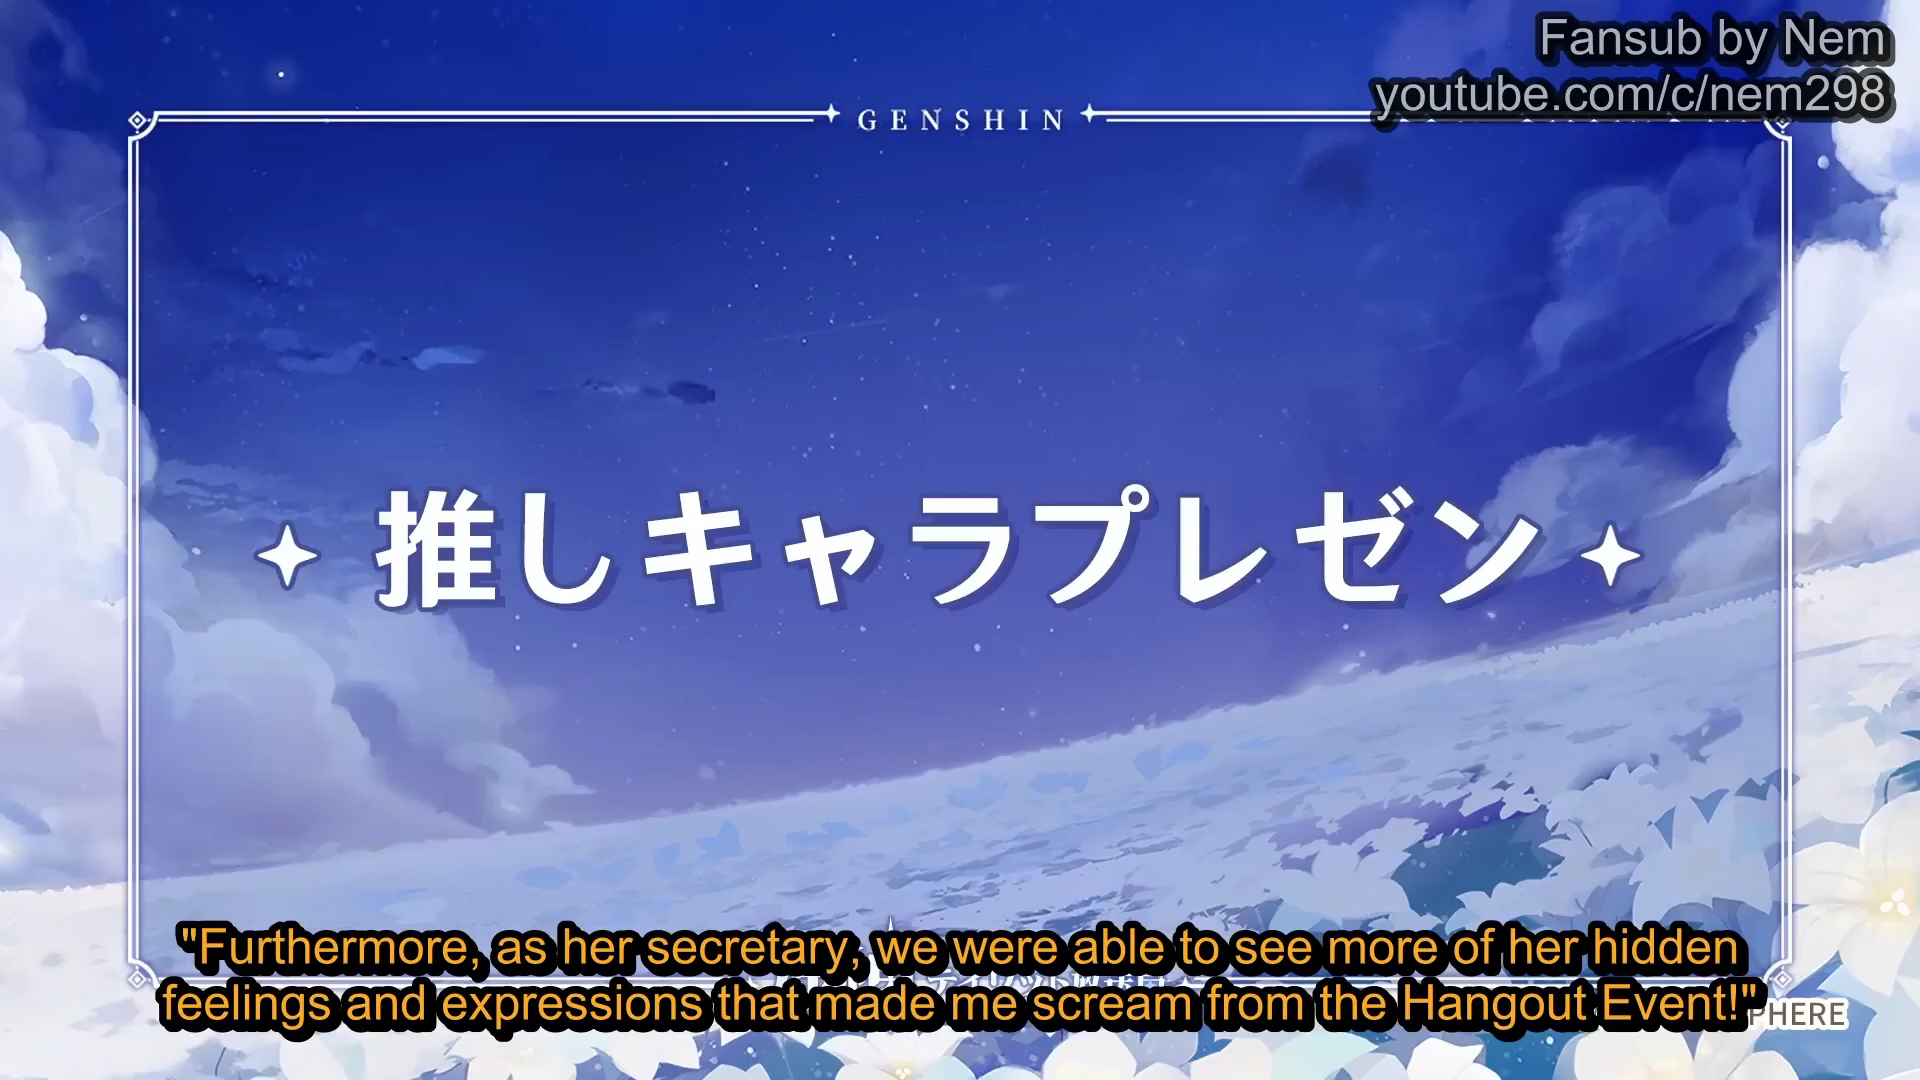 Fansub by Nem
youtube.com/c/nem298
GENSHIN
推しキャラプレゼン
"Furthermore, as her secretary, we were able to see more of her hidden
feelings and expressions that made me scream from the Hangout Event!"
PHERE